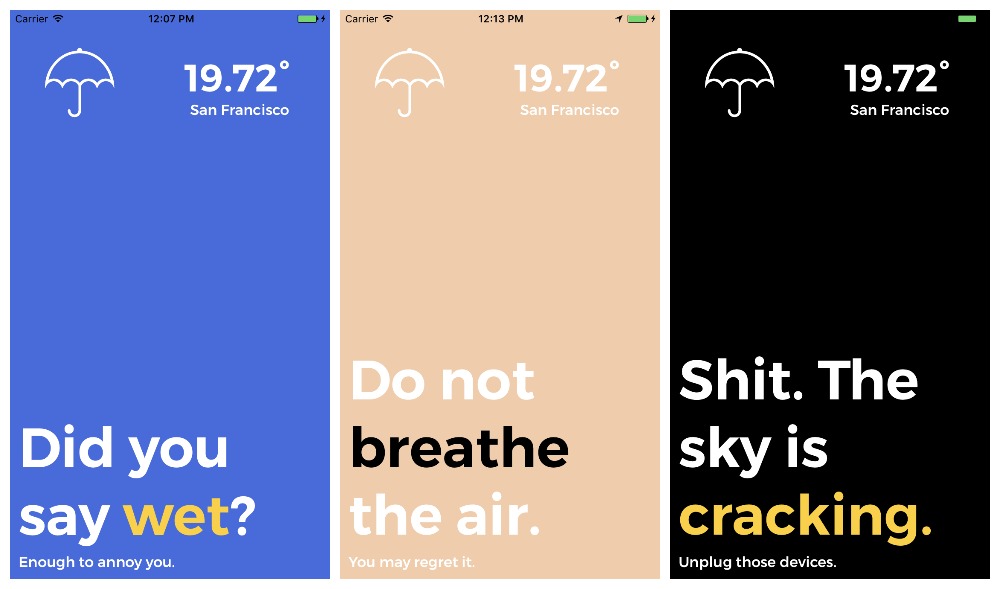 Carrier 12:07 PM
19.72°
San Francisco
Did you
say wet?
Enough to annoy you.
Carrier 12:13 PM
19.72°
San Francisco
Do not
breathe
the air.
You may regret it.
19.72°
San Francisco
Shit. The
sky is
cracking.
Unplug those devices.